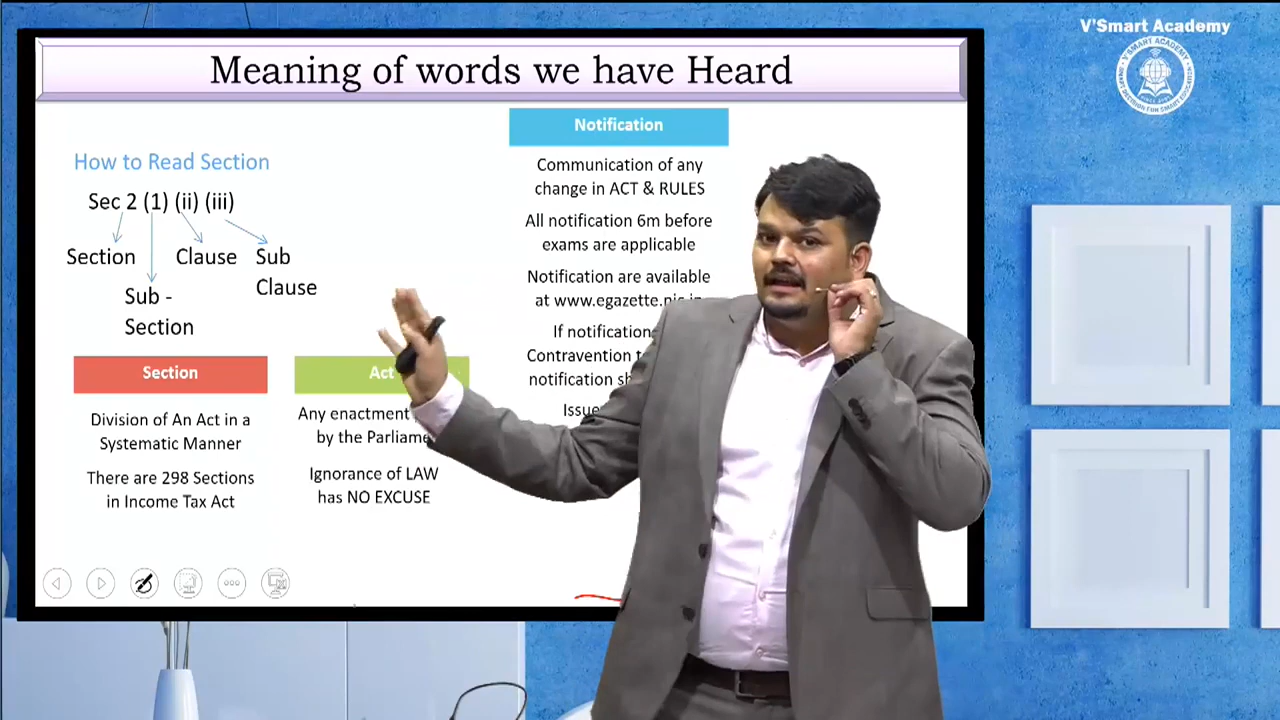 V'Smart Academy
V'SMART ACADEMY
Meaning of words we have Heard
How to Read Section
Sec 2 (1) (ii) (iii)
Section
Clause
Sub
Clause
Sub -
Section
Section
Division of An Act in a
Systematic Manner
There are 298 Sections
in Income Tax Act
Act
Any enactment
by the
Ignorance of LAW
has NO EXCUSE
Notification
Communication of any
change in ACT & RULES
All notification 6m before
exams are applicable
Notification are available
at www.egazette.nic.in
If notification
Contravention
notification